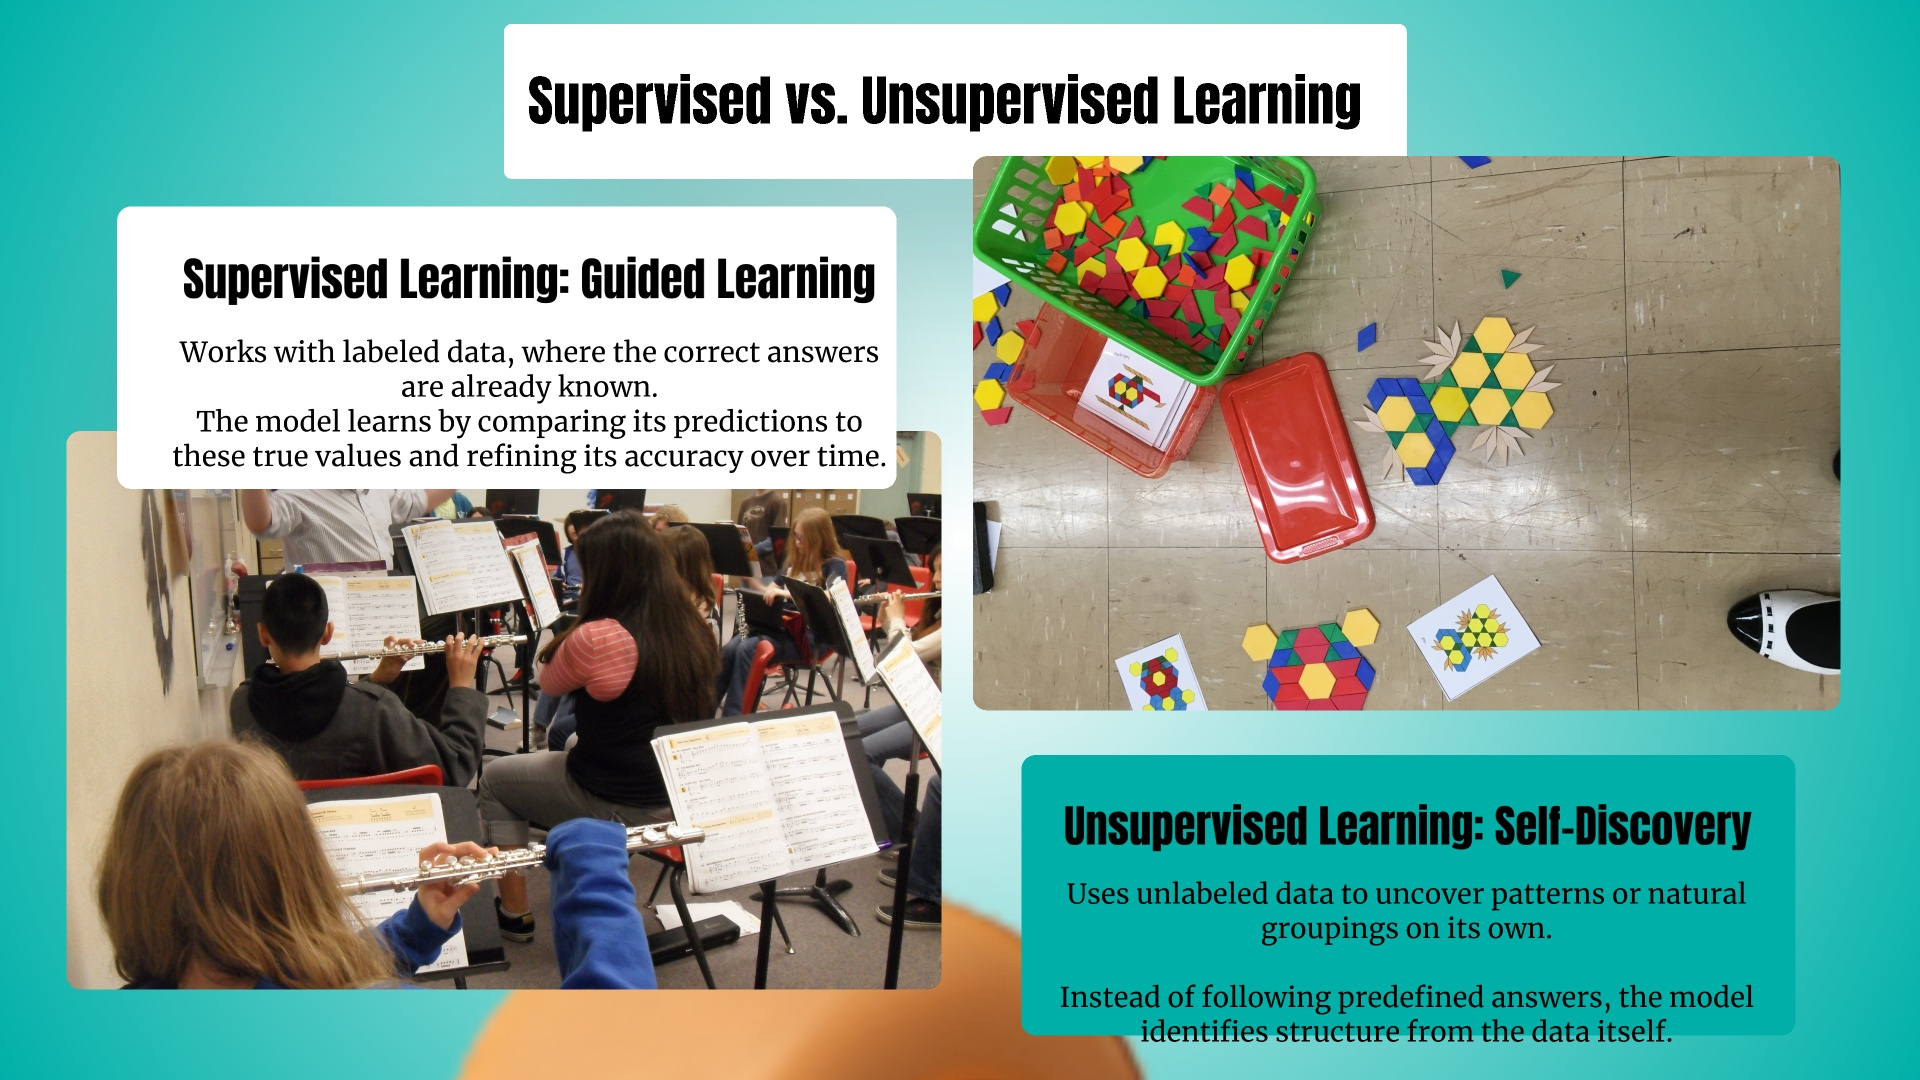 Supervised vs. Unsupervised Learning
Supervised Learning: Guided Learning
Works with labeled data, where the correct answers
are already known.
The model learns by comparing its predictions to
these true values and refining its accuracy over time.
Unsupervised Learning: Self-Discovery
Uses unlabeled data to uncover patterns or natural
groupings on its own.
Instead of following predefined answers, the model
identifies structure from the data itself.